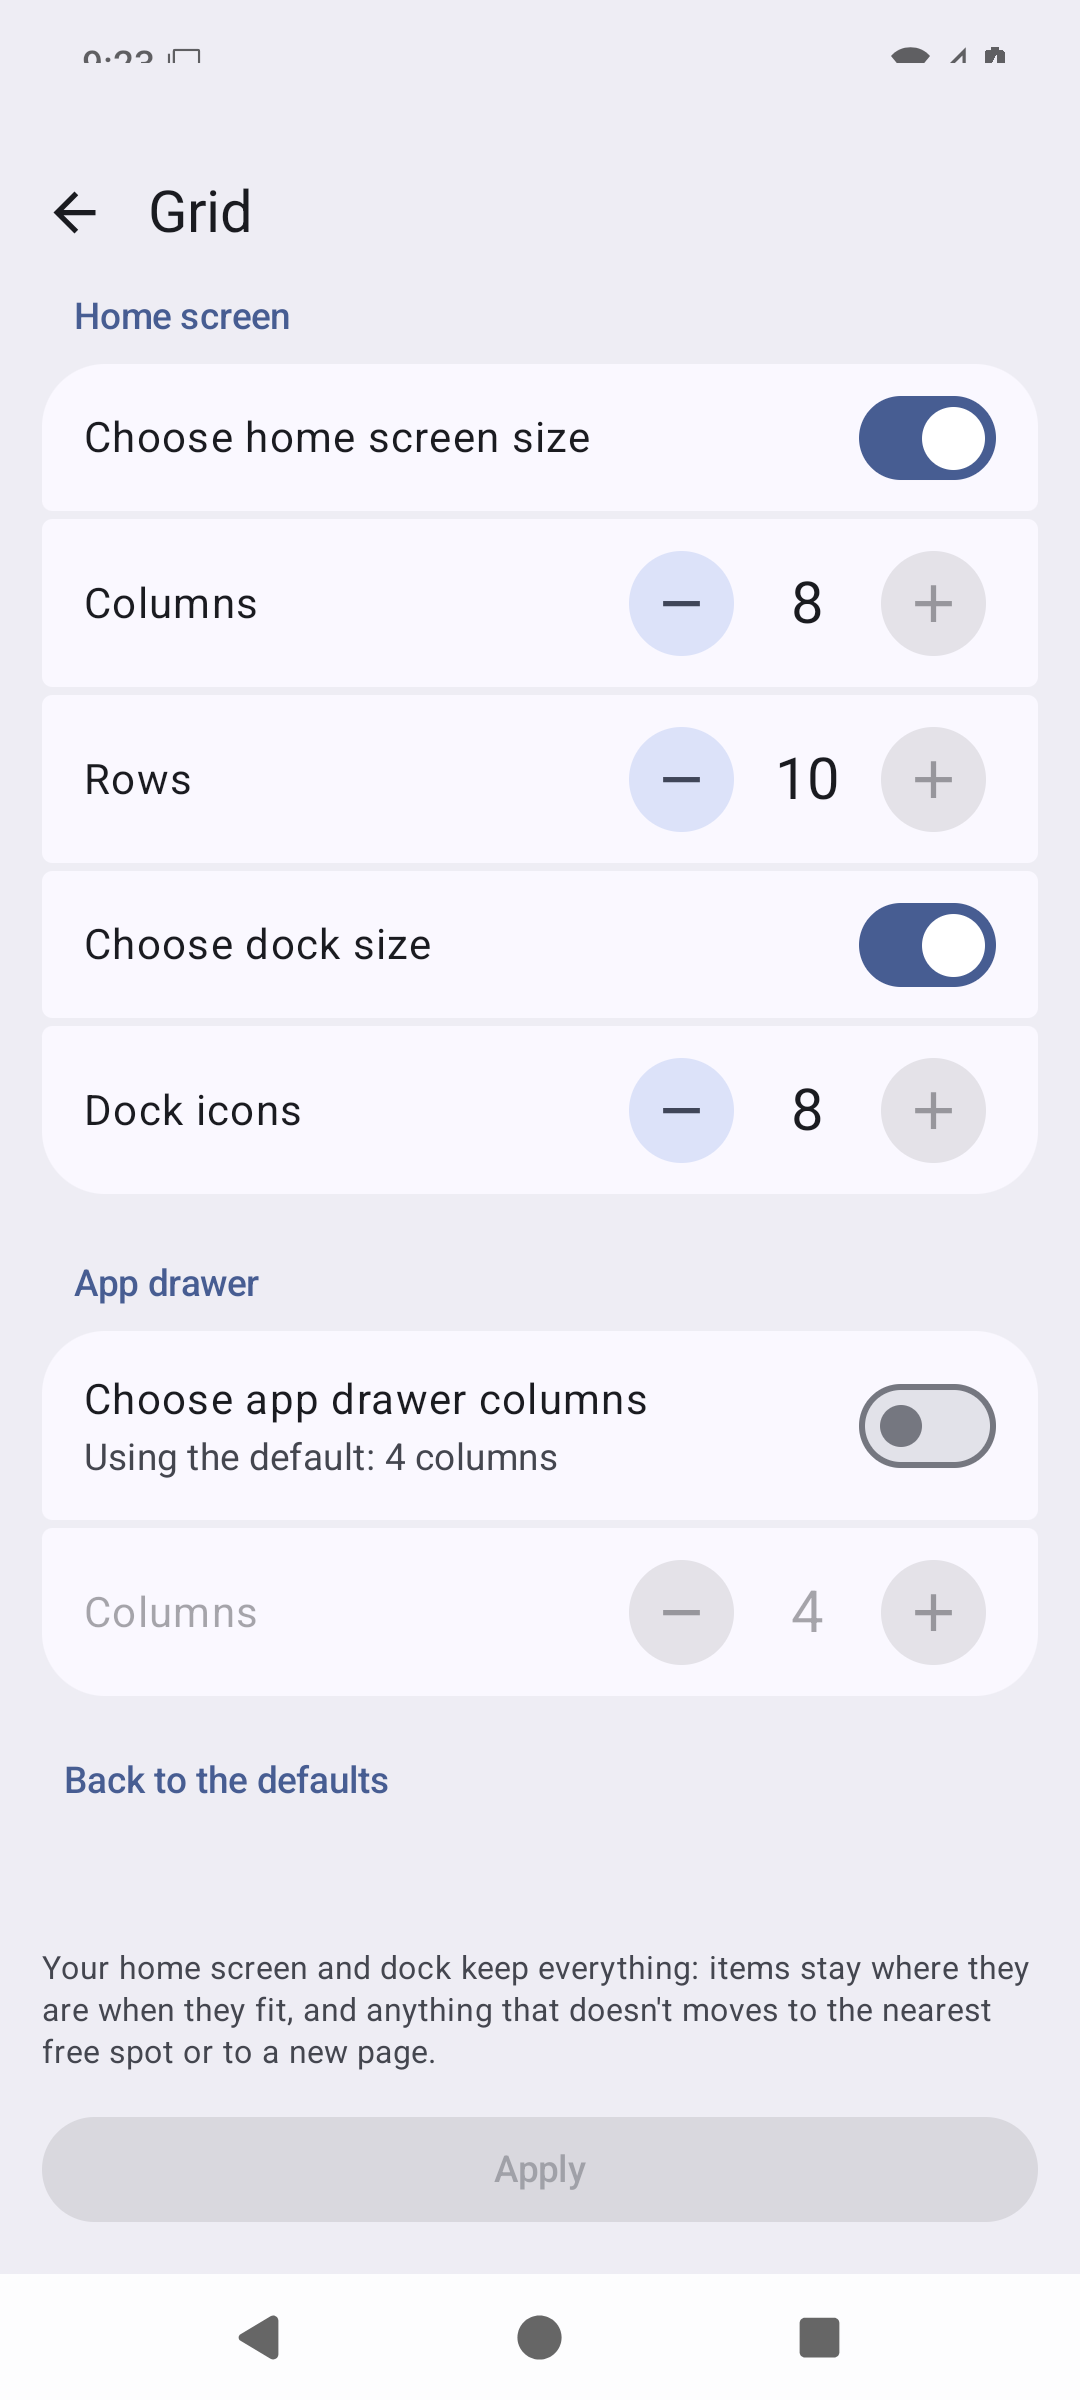 9:23
Grid
Home screen
Choose home screen size
Columns
8
Rows
10
Choose dock size
Dock icons
8
App drawer
Choose app drawer columns
Using the default: 4 columns
Columns
4
Back to the defaults
Your home screen and dock keep everything: items stay where they
are when they fit, and anything that doesn't moves to the nearest
free spot or to a new page.
Apply